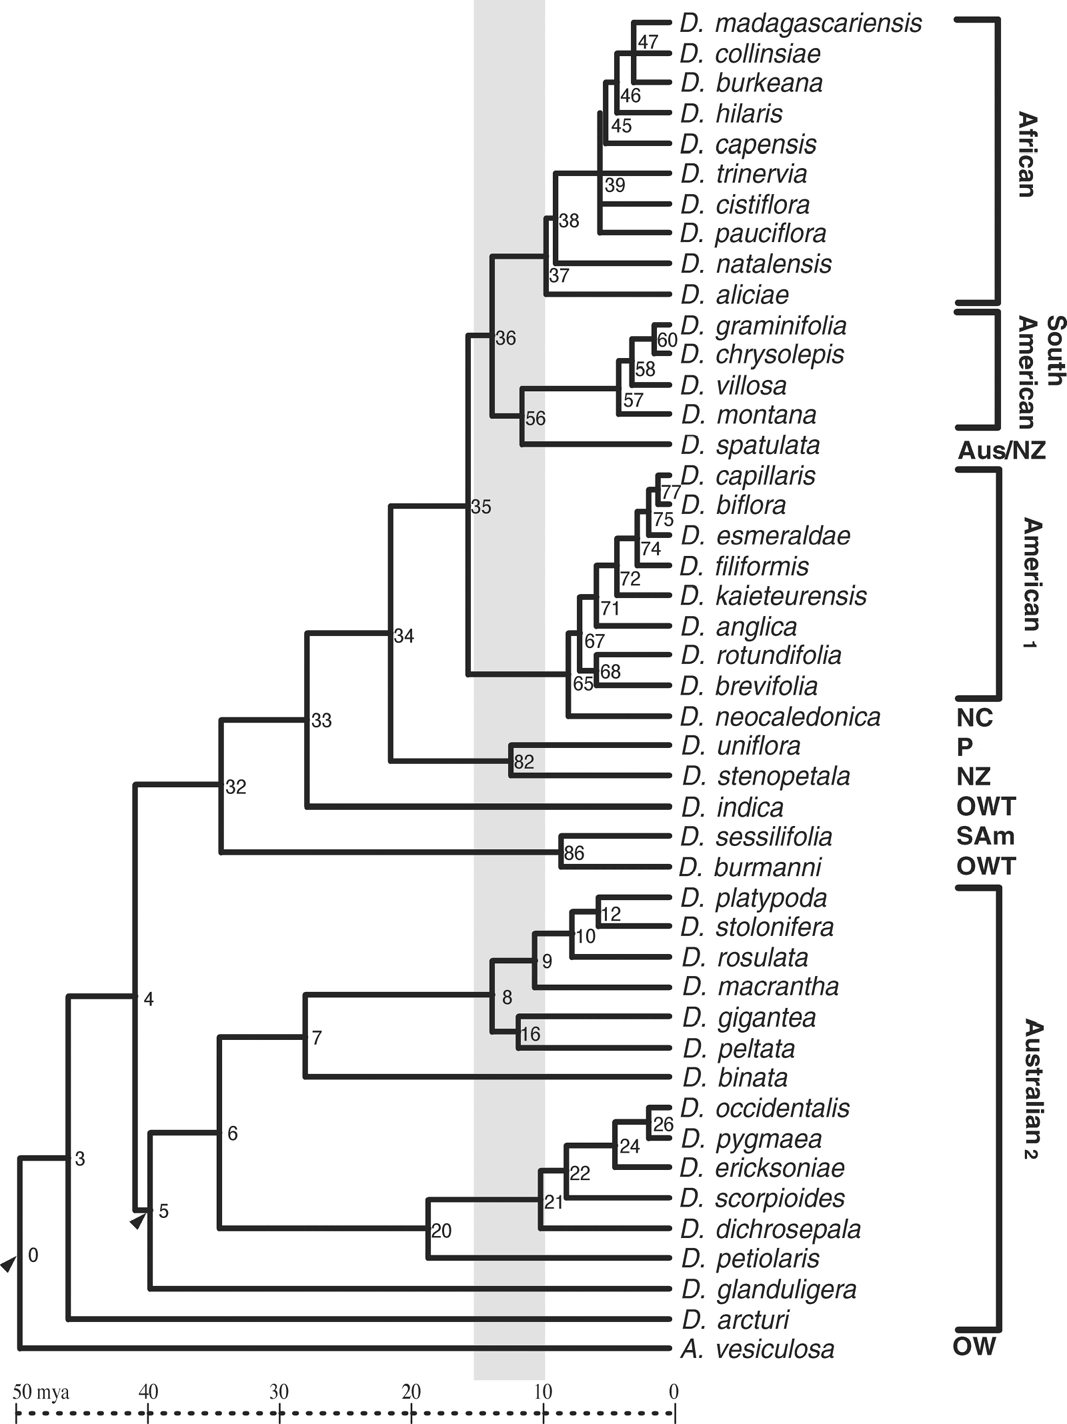 D. madagascariensis
47
D. collinsiae
D. burkeana
46
D. hilaris
45
D. capensis
D. trinervia
39
D. cistiflora
38
D. pauciflora
D. natalensis
37
D. aliciae
African
D. graminifolia
60
36
D. chrysolepis
58
D. villosa
57
D. montana
56
D. spatulata
South
American
Aus/NZ
D. capillaris
77
D. biflora
35
75
D. esmeraldae
74
D. filiformis
72
D. kaieteurensis
71
D. anglica
34
67
D. rotundifolia
68
65
D. brevifolia
American 1
D. neocaledonica NC
33
D. uniflora P
82
D. stenopetala NZ
32
D. indica OWT
D. sessilifolia SAm
86
D. burmanni OWT
D. platypoda
12
D. stolonifera
10
D. rosulata
9
D. macrantha
4
8
D. gigantea
16
7
D. peltata
D. binata
D. occidentalis
26
6
D. pygmaea
24
3
D. ericksoniae
22
D. scorpioides
21
5
D. dichrosepala
20
D. petiolaris
0
D. glanduligera
D. arcturi
Australian 2
A. vesiculosa OW
50 mya 40 30 20 10 0